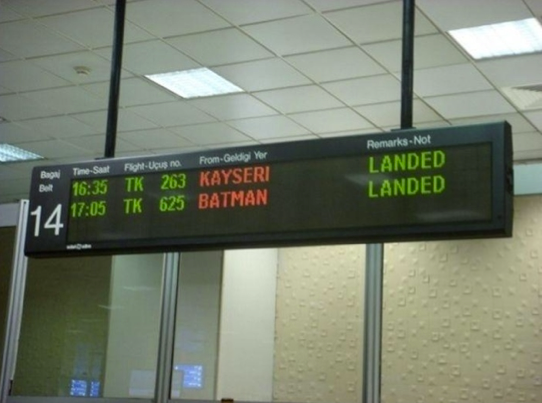 Bagaj Time-Saat Flight-Uçuş no. From-Geldigi Yer Remarks-Not
Belt 16:35 TK 263 KAYSERI LANDED
14 17:05 TK 625 BATMAN LANDED